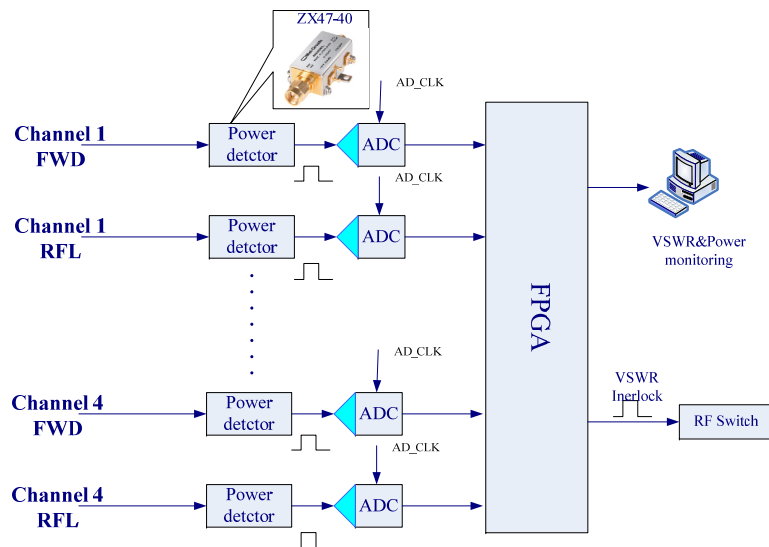 ZX47-40
AD_CLK
Channel 1
FWD
Power
detctor
ADC
AD_CLK
Channel 1
RFL
Power
detctor
ADC
FPGA
VSWR&Power
monitoring
AD_CLK
Channel 4
FWD
Power
detctor
ADC
VSWR
Inerlock
RF Switch
AD_CLK
Channel 4
RFL
Power
detctor
ADC